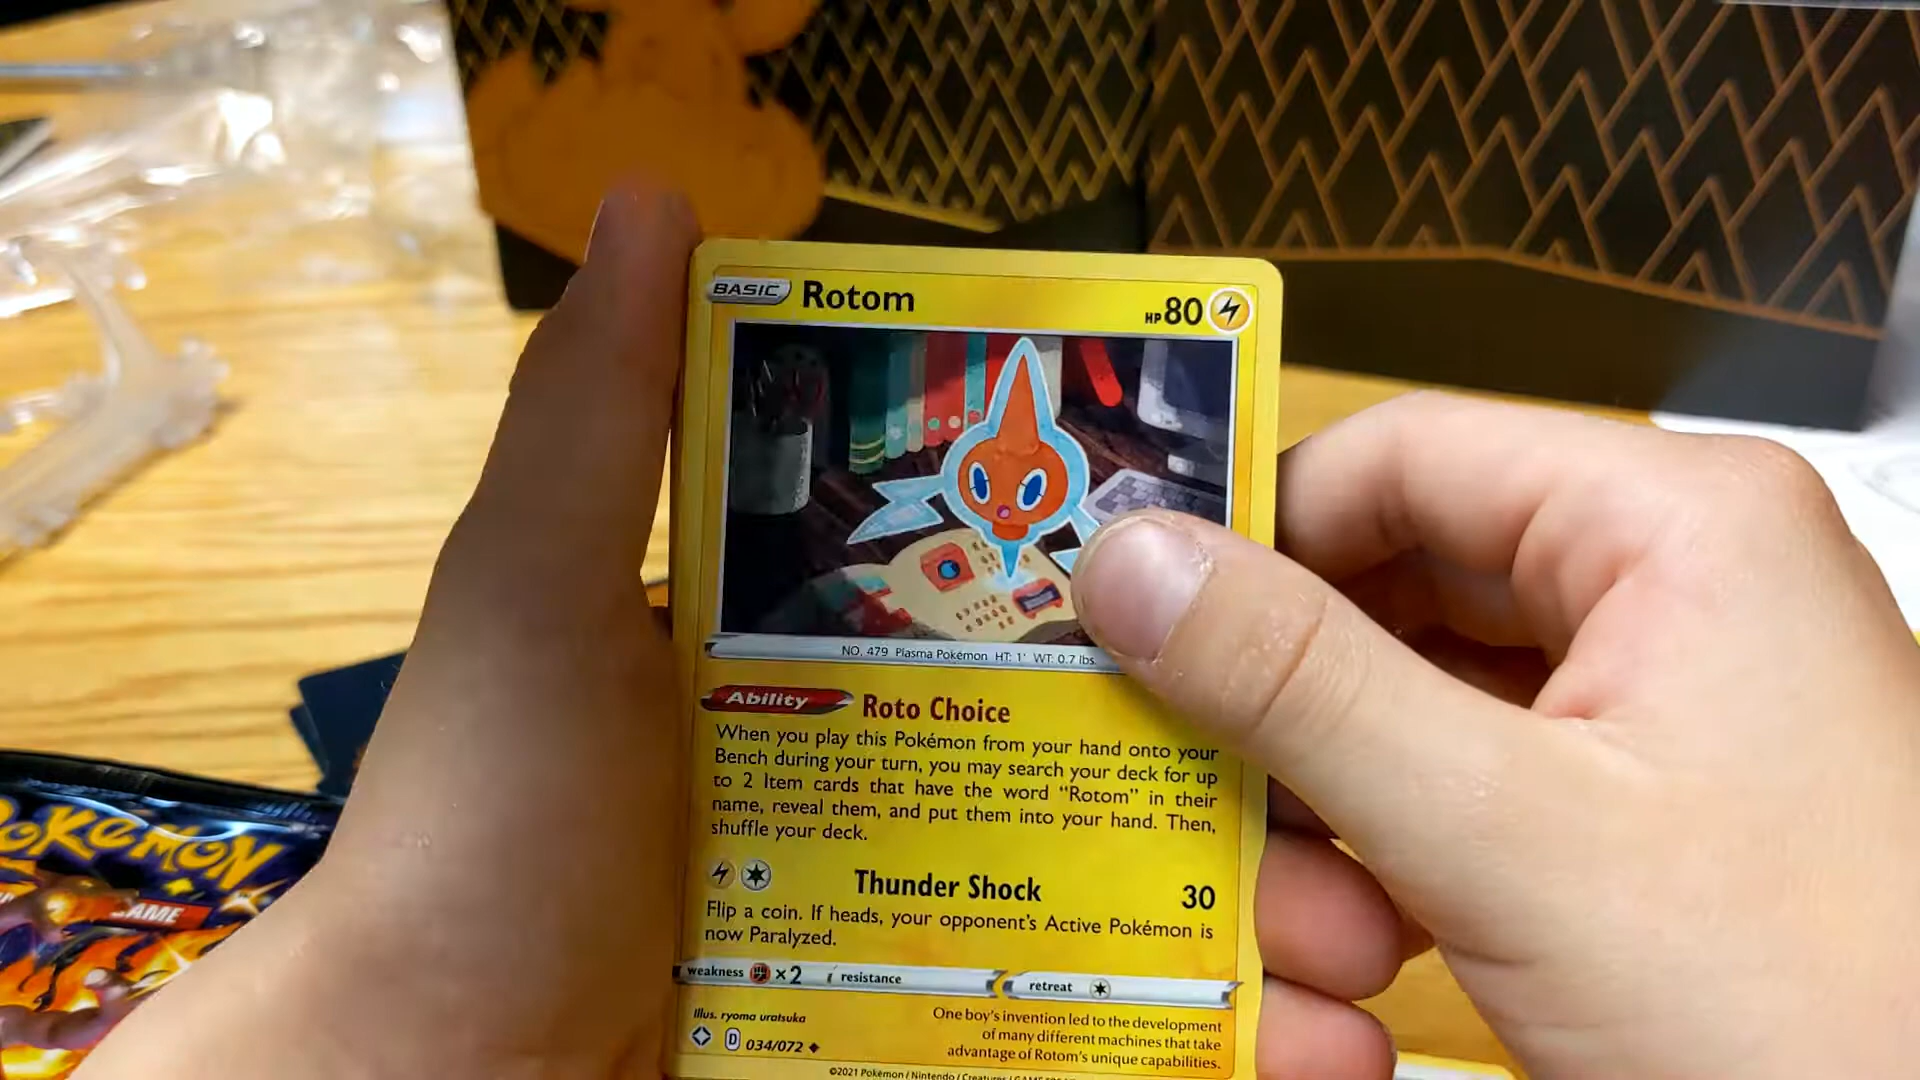 BASIC Rotom HP 80
NO. 479 Plasma Pokémon HT: 1' WT: 0.7 lbs.
Ability Roto Choice
When you play this Pokémon from your hand onto your
Bench during your turn, you may search your deck for up
to 2 Item cards that have the word “Rotom” in their
name, reveal them, and put them into your hand. Then,
shuffle your deck.
Thunder Shock 30
Flip a coin. If heads, your opponent's Active Pokémon is
now Paralyzed.
weakness ×2 resistance retreat
Illus. ryoma uratsuka
One boy's invention led to the development
of many different machines that take
advantage of Rotom's unique capabilities.
D 034/072
©2021 Pokémon / Nintendo / Creatures /
POKéMON
GAME